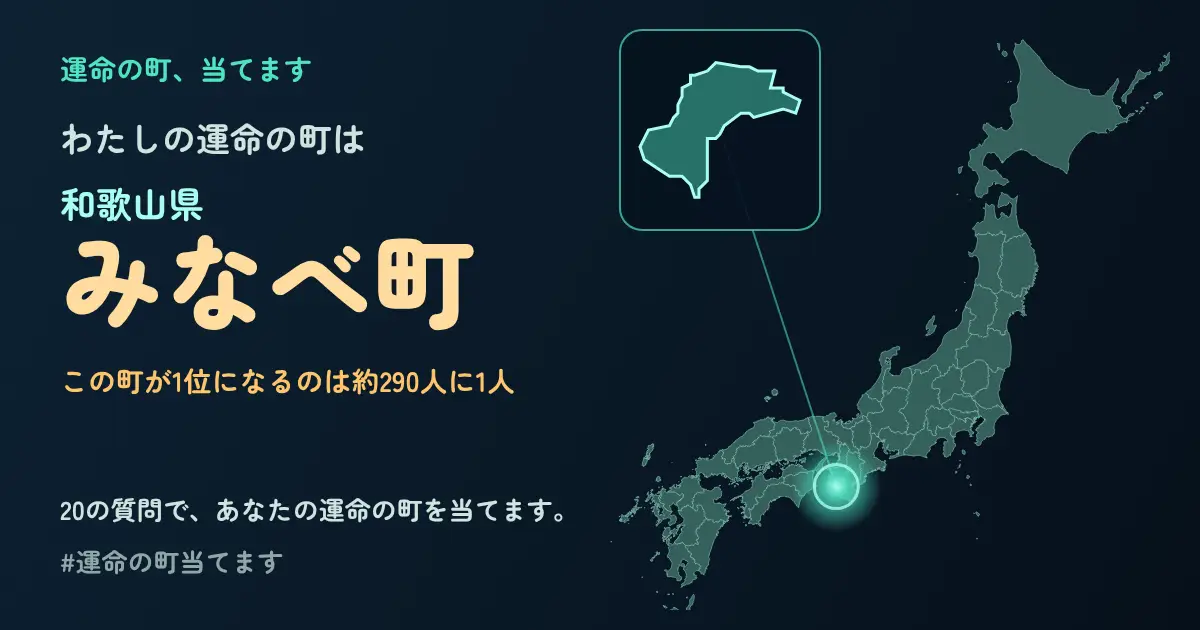 運命の町、当てます
わたしの運命の町は
和歌山県
みなべ町
この町が1位になるのは約290人に1人
20の質問で、あなたの運命の町を当てます。
#運命の町当てます